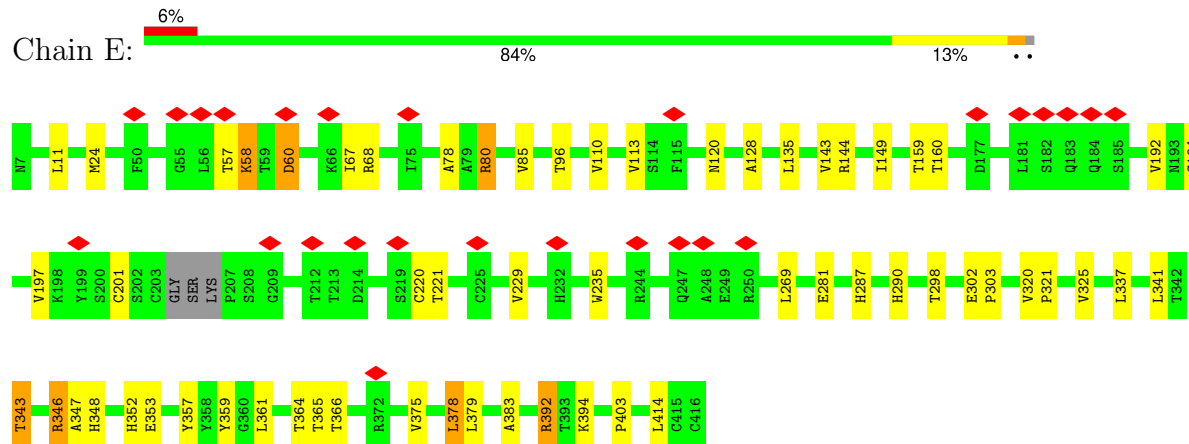 6%
Chain E:
84% 13% • •
N7 L11 M24 F50 G55 L56 T57 K58 T59 D60 K66 I67 R68 I75 A78 A79 R80 V85 T96 V110 V113 S114 F115 N120 A128 L135 V143 R144 I149 T159 T160 D177 L181 S182 Q183 Q184 S185 V192 N193
V197 K198 Y199 S200 C201 S202 C203 GLY SER LYS P207 S208 G209 T212 T213 D214 S219 C220 T221 C225 V229 H232 W235 R244 Q247 A248 E249 R250 L269 E281 H287 H290 T298 E302 P303 V320 P321 V325 L337 L341 T342
T343 R346 A347 H348 H352 E353 Y357 Y358 Y359 G360 L361 T364 T365 T366 R372 V375 L378 L379 A383 R392 T393 K394 P403 L414 C415 C416